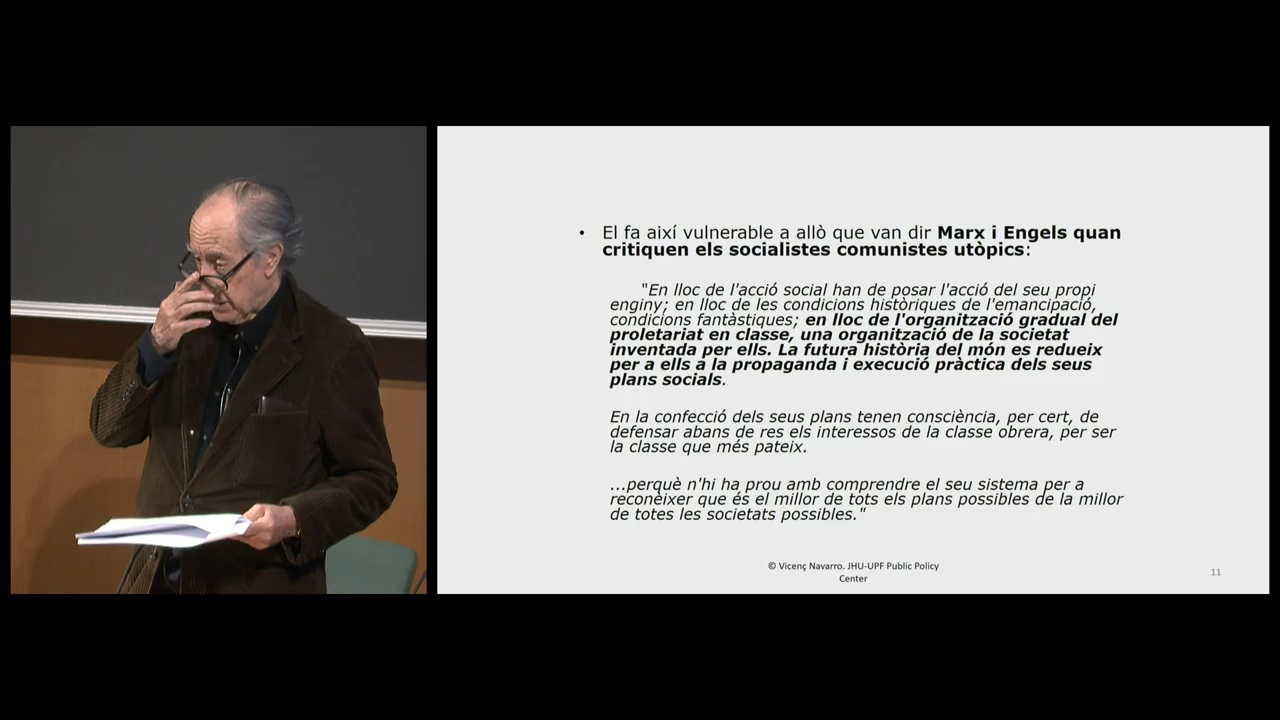 • El fa així vulnerable a allò que van dir Marx i Engels quan
critiquen els socialistes comunistes utòpics:
"En lloc de l'acció social han de posar l'acció del seu propi
enginy; en lloc de les condicions històriques de l'emancipació,
condicions fantàstiques; en lloc de l'organització gradual del
proletariat en classe, una organització de la societat
inventada per ells. La futura història del món es redueix
per a ells a la propaganda i execució pràctica dels seus
plans socials.
En la confecció dels seus plans tenen consciència, per cert, de
defensar abans de res els interessos de la classe obrera, per ser
la classe que més pateix.
...perquè n'hi ha prou amb comprendre el seu sistema per a
reconèixer que és el millor de tots els plans possibles de la millor
de totes les societats possibles."
© Vicenç Navarro. JHU-UPF Public Policy
Center
11